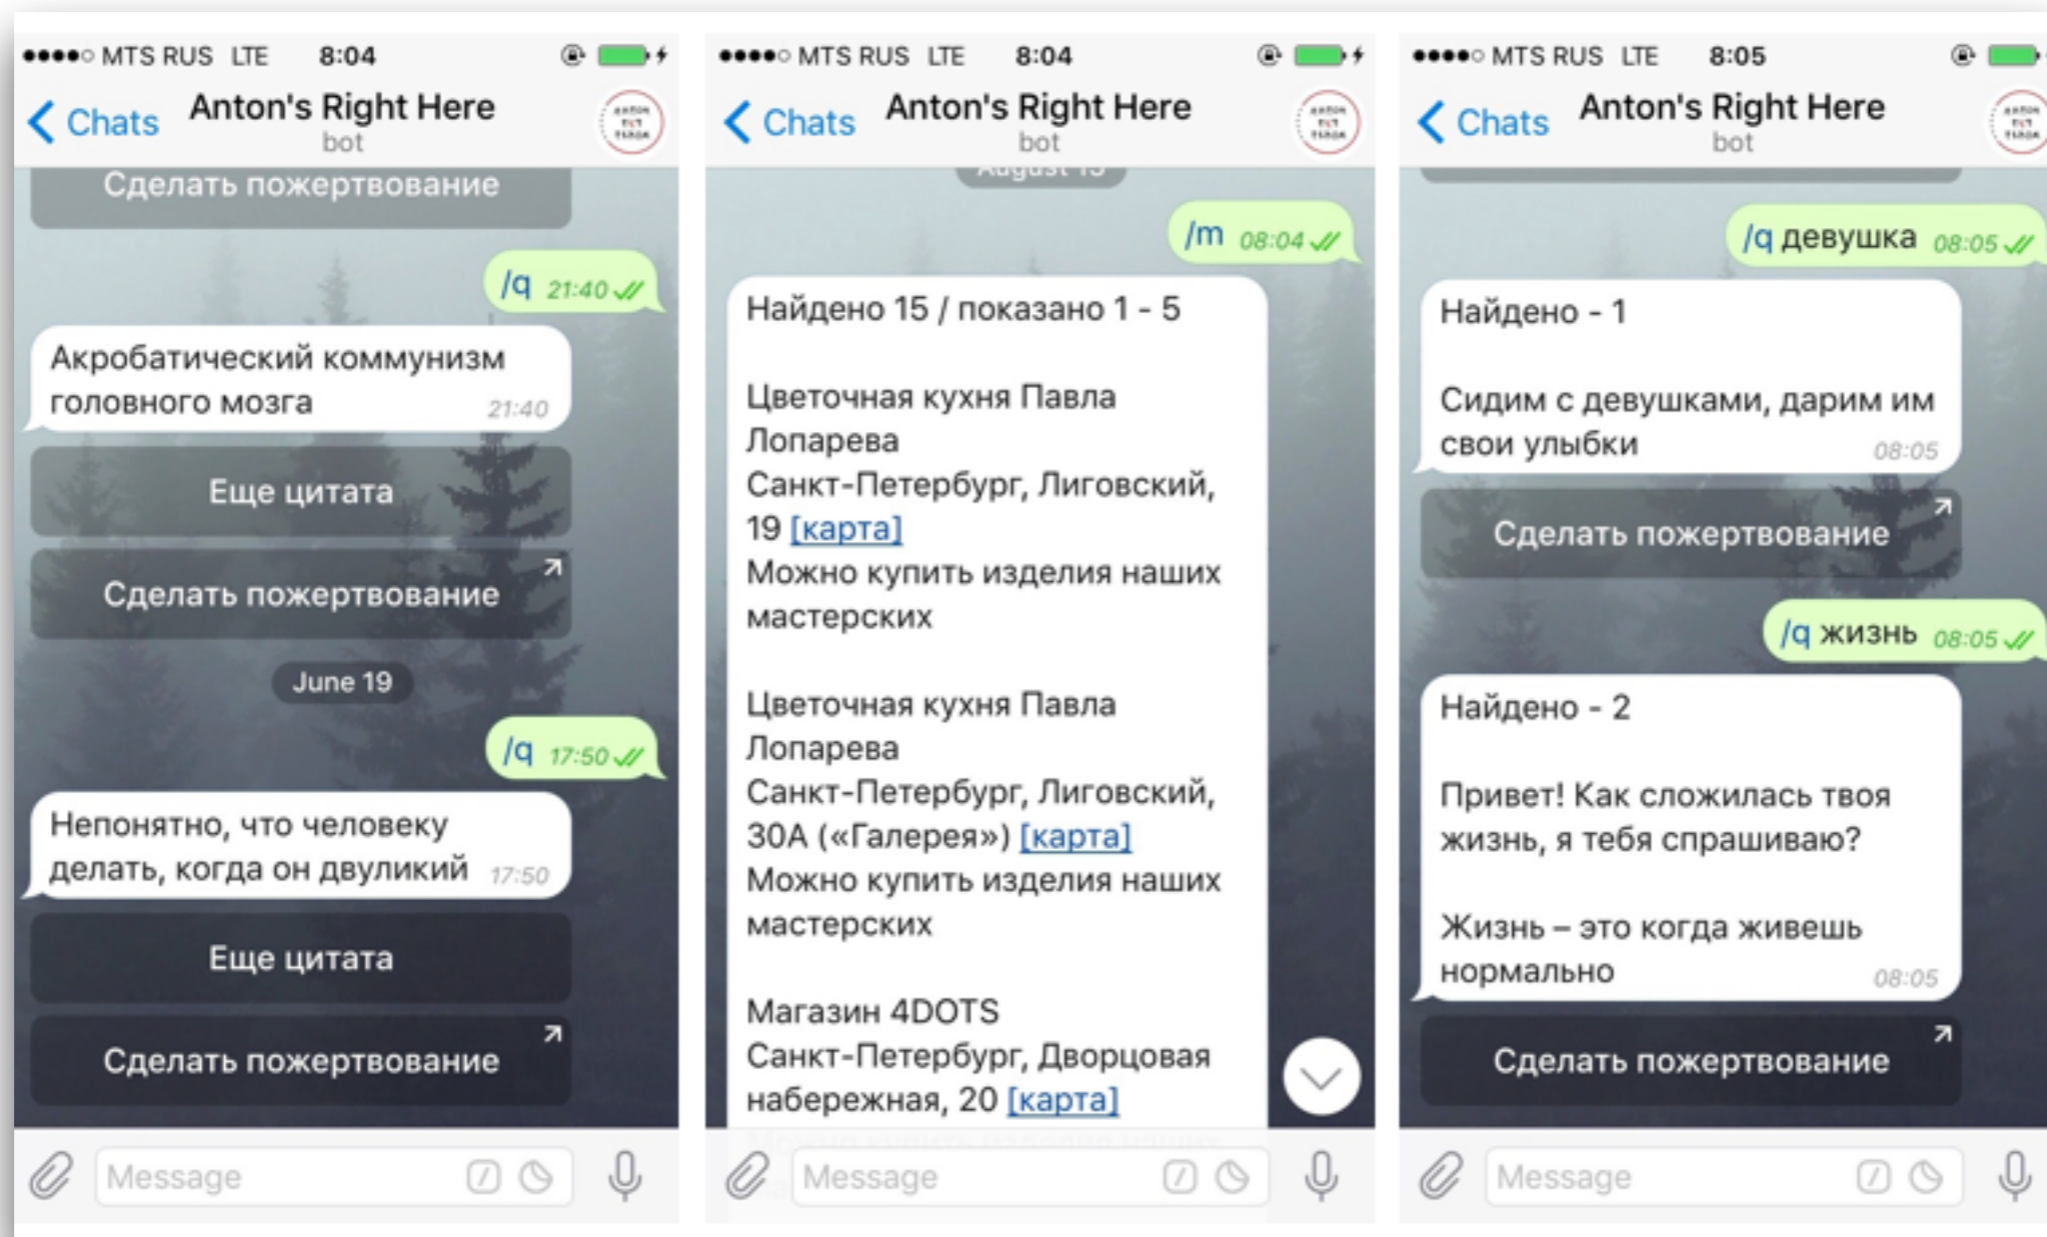 MTS RUS LTE 8:04
Chats
Anton's Right Here
bot
Сделать пожертвование
/q 21:40
Акробатический коммунизм
головного мозга 21:40
Еще цитата
Сделать пожертвование
June 19
/q 17:50
Непонятно, что человеку
делать, когда он двуликий 17:50
Еще цитата
Сделать пожертвование
Message
MTS RUS LTE 8:04
Chats
Anton's Right Here
bot
/m 08:04
Найдено 15 / показано 1 - 5
Цветочная кухня Павла
Лопарева
Санкт-Петербург, Лиговский,
19 [карта]
Можно купить изделия наших
мастерских
Цветочная кухня Павла
Лопарева
Санкт-Петербург, Лиговский,
30А («Галерея») [карта]
Можно купить изделия наших
мастерских
Магазин 4DOTS
Санкт-Петербург, Дворцовая
набережная, 20 [карта]
Можно купить изделия наших
Message
MTS RUS LTE 8:05
Chats
Anton's Right Here
bot
/q девушка 08:05
Найдено - 1
Сидим с девушками, дарим им
свои улыбки 08:05
Сделать пожертвование
/q жизнь 08:05
Найдено - 2
Привет! Как сложилась твоя
жизнь, я тебя спрашиваю?
Жизнь – это когда живешь
нормально 08:05
Сделать пожертвование
Message